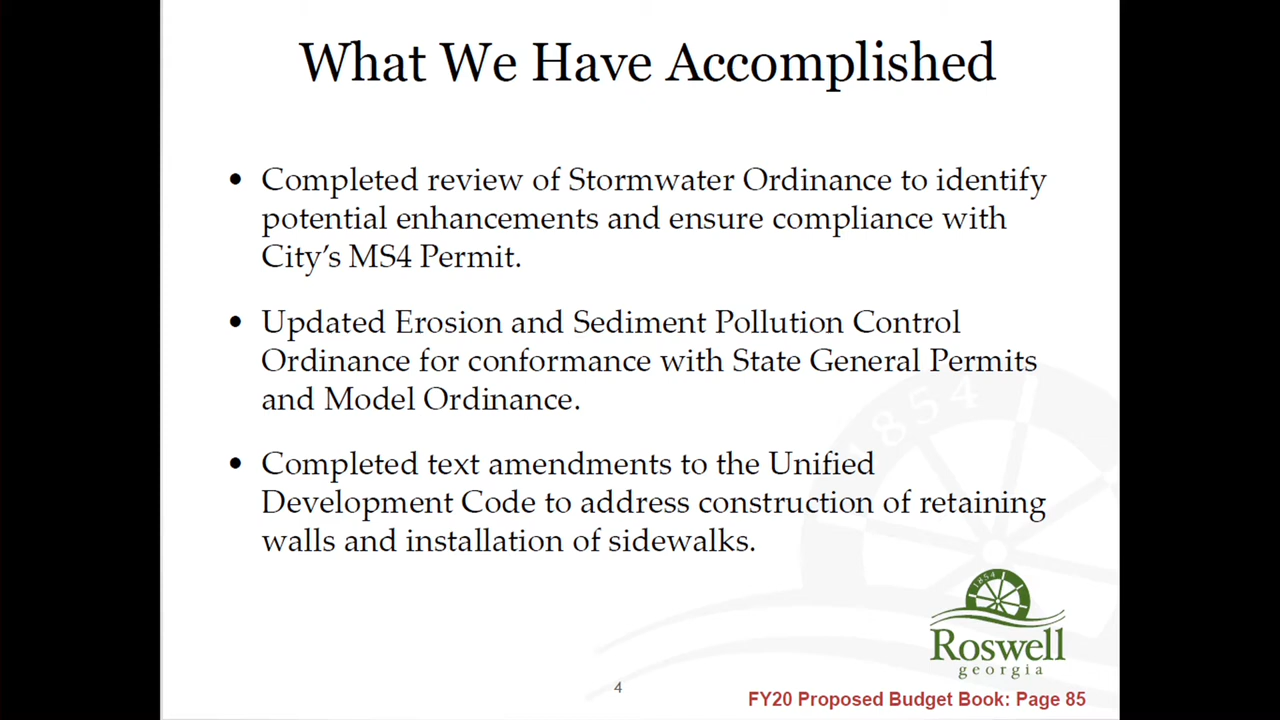 What We Have Accomplished
• Completed review of Stormwater Ordinance to identify
potential enhancements and ensure compliance with
City's MS4 Permit.
• Updated Erosion and Sediment Pollution Control
Ordinance for conformance with State General Permits
and Model Ordinance.
• Completed text amendments to the Unified
Development Code to address construction of retaining
walls and installation of sidewalks.
1854
1854
Roswell
georgia
4
FY20 Proposed Budget Book: Page 85